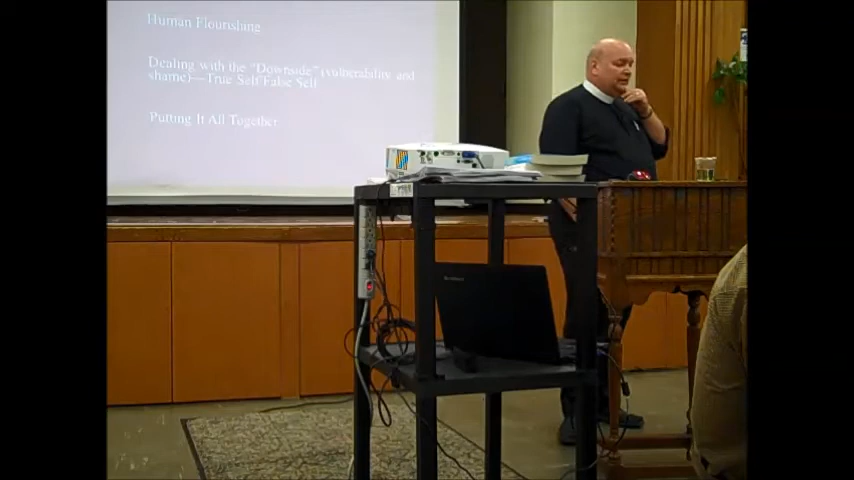 Human Flourishing
Dealing with the "Downside" (vulnerability and
shame)—True Self/False Self
Putting It All Together